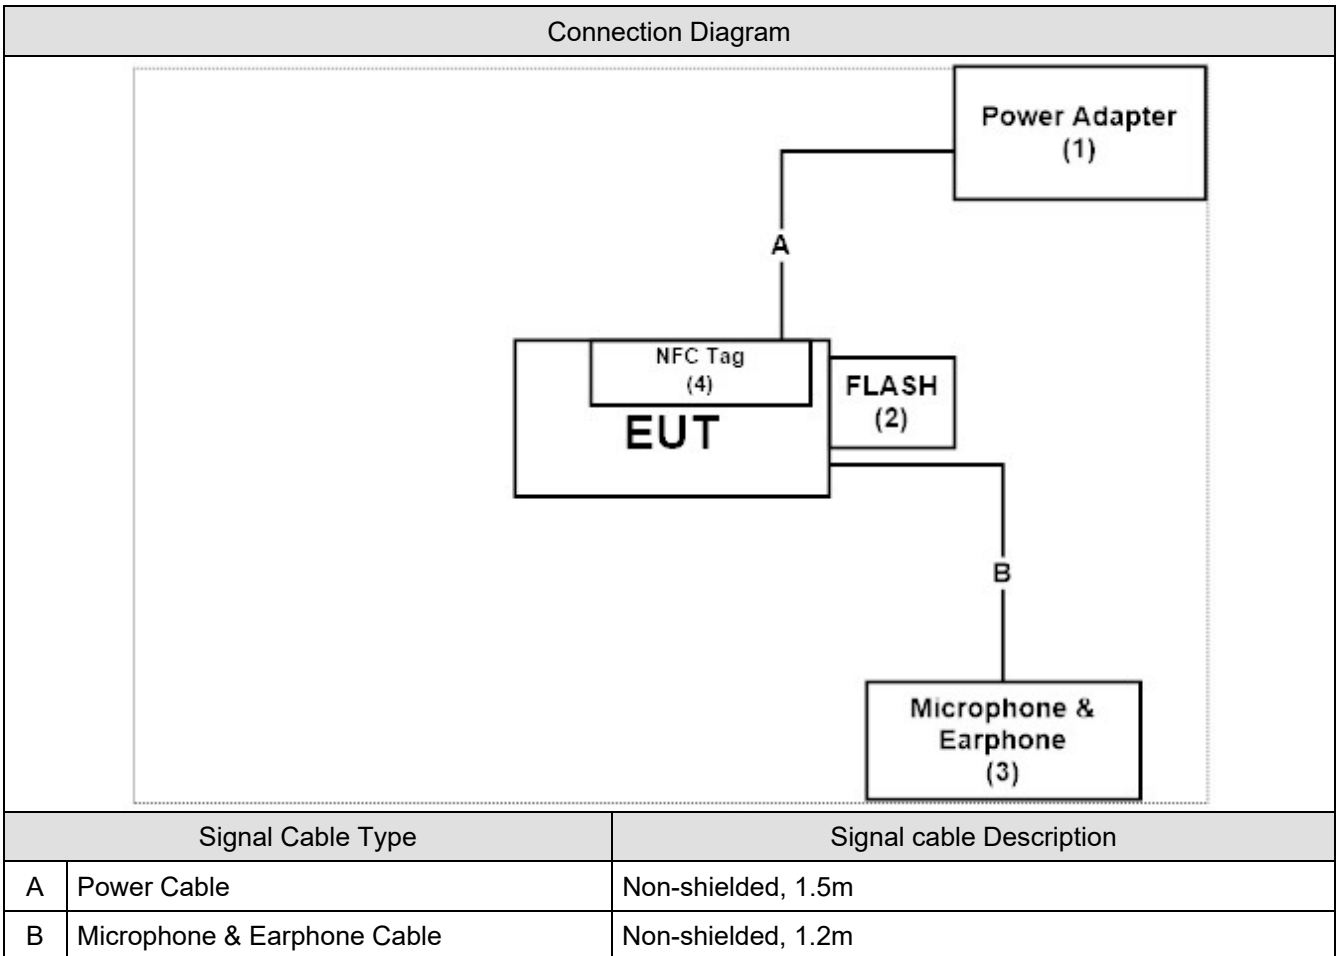 Connection Diagram
Power Adapter
(1)
A
NFC Tag
(4)
EUT
FLASH
(2)
B
Microphone &
Earphone
(3)
Signal Cable Type Signal cable Description
A Power Cable Non-shielded, 1.5m
B Microphone & Earphone Cable Non-shielded, 1.2m